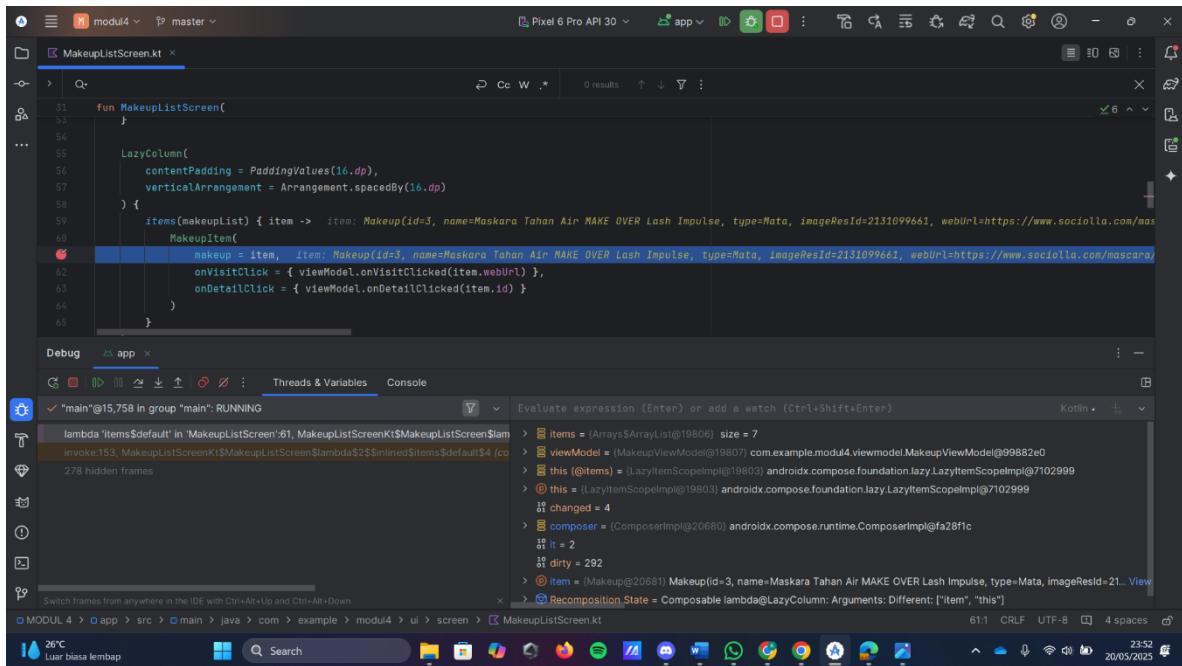 M modul4 master Pixel 6 Pro API 30 app
MakeupListScreen.kt
Cc W .* 0 results
31 fun MakeupListScreen( 6
53 }
54
55 LazyColumn(
56 contentPadding = PaddingValues(16.dp),
57 verticalArrangement = Arrangement.spacedBy(16.dp)
58 ) {
59 items(makeupList) { item -> item: Makeup(id=3, name=Maskara Tahan Air MAKE OVER Lash Impulse, type=Mata, imageResId=2131099661, webUrl=https://www.sociolla.com/mas
60 MakeupItem(
makeup = item, item: Makeup(id=3, name=Maskara Tahan Air MAKE OVER Lash Impulse, type=Mata, imageResId=2131099661, webUrl=https://www.sociolla.com/mascara/
62 onVisitClick = { viewModel.onVisitClicked(item.webUrl) },
63 onDetailClick = { viewModel.onDetailClicked(item.id) }
64 )
65 }
Debug app
Threads & Variables Console
"main"@15,758 in group "main": RUNNING
Evaluate expression (Enter) or add a watch (Ctrl+Shift+Enter) Kotlin
lambda 'items$default' in 'MakeupListScreen':61, MakeupListScreenKt$MakeupListScreen$lam
invoke:153, MakeupListScreenKt$MakeupListScreen$lambda$2$$inlined$items$default$4 (co
278 hidden frames
items = {Arrays$ArrayList@19806} size = 7
viewModel = {MakeupViewModel@19807} com.example.modul4.viewmodel.MakeupViewModel@99882e0
this (@items) = {LazyItemScopeImpl@19803} androidx.compose.foundation.lazy.LazyItemScopeImpl@7102999
this = {LazyItemScopeImpl@19803} androidx.compose.foundation.lazy.LazyItemScopeImpl@7102999
changed = 4
composer = {ComposerImpl@20680} androidx.compose.runtime.ComposerImpl@fa28f1c
it = 2
dirty = 292
item = {Makeup@20681} Makeup(id=3, name=Maskara Tahan Air MAKE OVER Lash Impulse, type=Mata, imageResId=21... View
Recomposition State = Composable lambda@LazyColumn: Arguments: Different: ["item", "this"]
Switch frames from anywhere in the IDE with Ctrl+Alt+Up and Ctrl+Alt+Down
MODUL 4 > app > src > main > java > com > example > modul4 > ui > screen > MakeupListScreen.kt
61:1 CRLF UTF-8 4 spaces
26°C
Luar biasa lembap
Search
23:52
20/05/2025